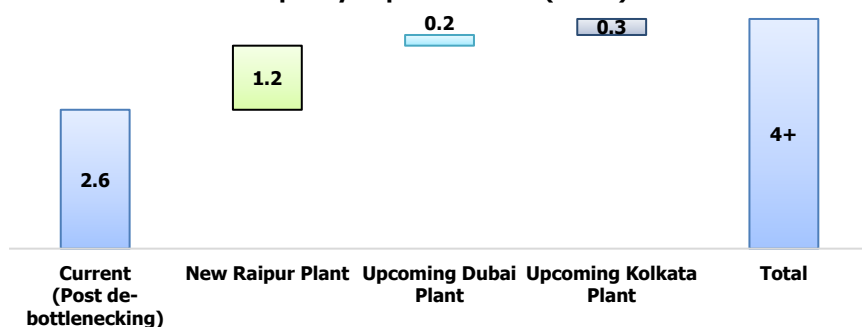 0.2
0.3
1.2
4+
2.6
Current
(Post de-
bottlenecking)
New Raipur Plant
Upcoming Dubai
Plant
Upcoming Kolkata
Plant
Total